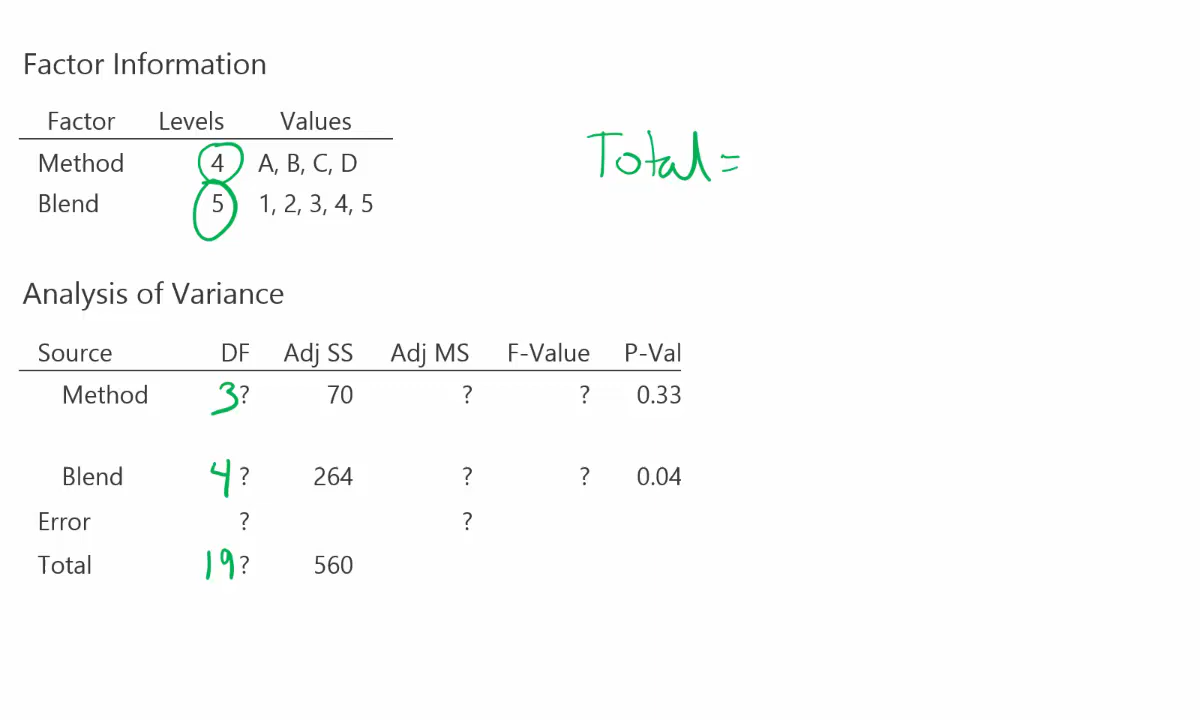 Factor Information
Factor Levels Values
Total =
Method 4 A, B, C, D
Blend 5 1, 2, 3, 4, 5
Analysis of Variance
Source DF Adj SS Adj MS F-Value P-Val
Method 3? 70 ? ? 0.33
Blend 4? 264 ? ? 0.04
Error ? ?
Total 19? 560